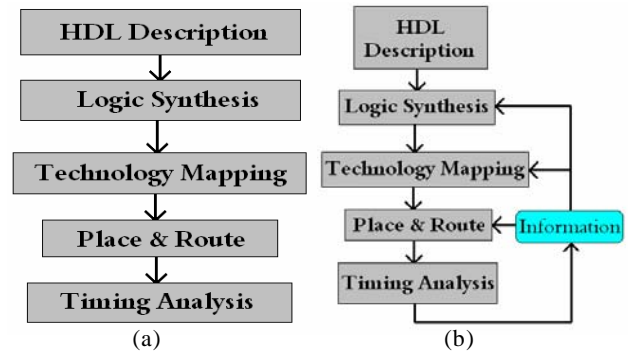 HDL Description
Logic Synthesis
Technology Mapping
Place & Route
Timing Analysis
(a)
HDL
Description
Logic Synthesis
Technology Mapping
Place & Route
Information
Timing Analysis
(b)